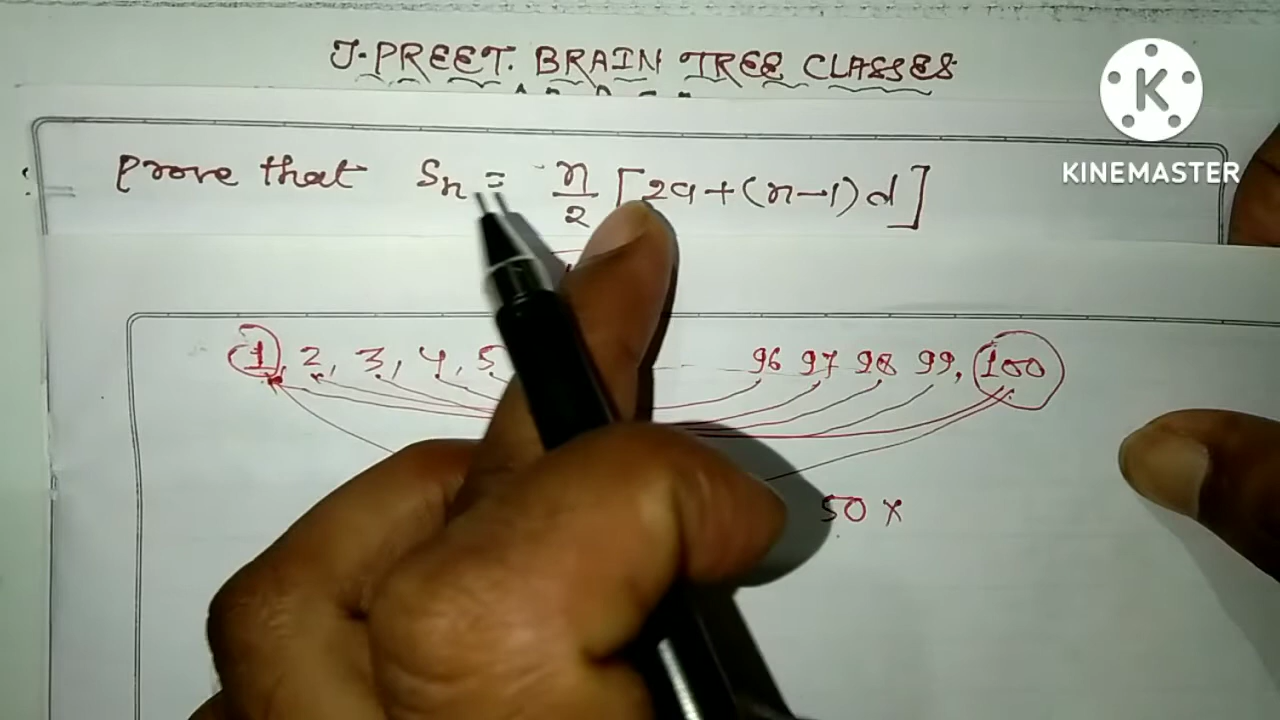 J-PREET. BRAIN TREE CLASSES
K
KINEMASTER
prove that Sn = n/2 [2a+(n-1)d]
1, 2, 3, 4, 5 96 97 98 99, 100
50 ×